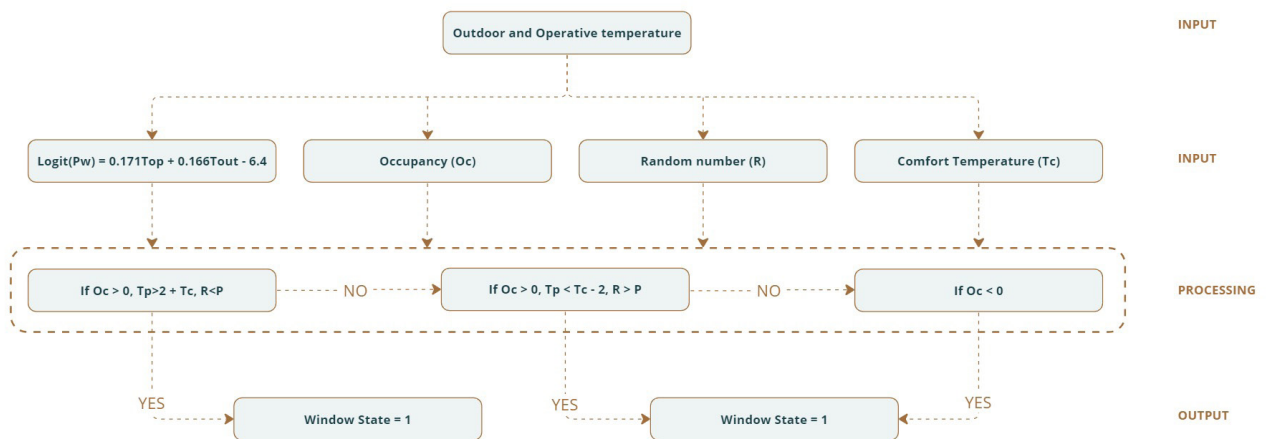 Outdoor and Operative temperature
INPUT
Logit(Pw) = 0.171Top + 0.166Tout - 6.4
Occupancy (Oc)
Random number (R)
Comfort Temperature (Tc)
INPUT
If Oc > 0, Tp>2 + Tc, R<P
NO
If Oc > 0, Tp < Tc - 2, R > P
NO
If Oc < 0
PROCESSING
YES
Window State = 1
YES
Window State = 1
YES
OUTPUT